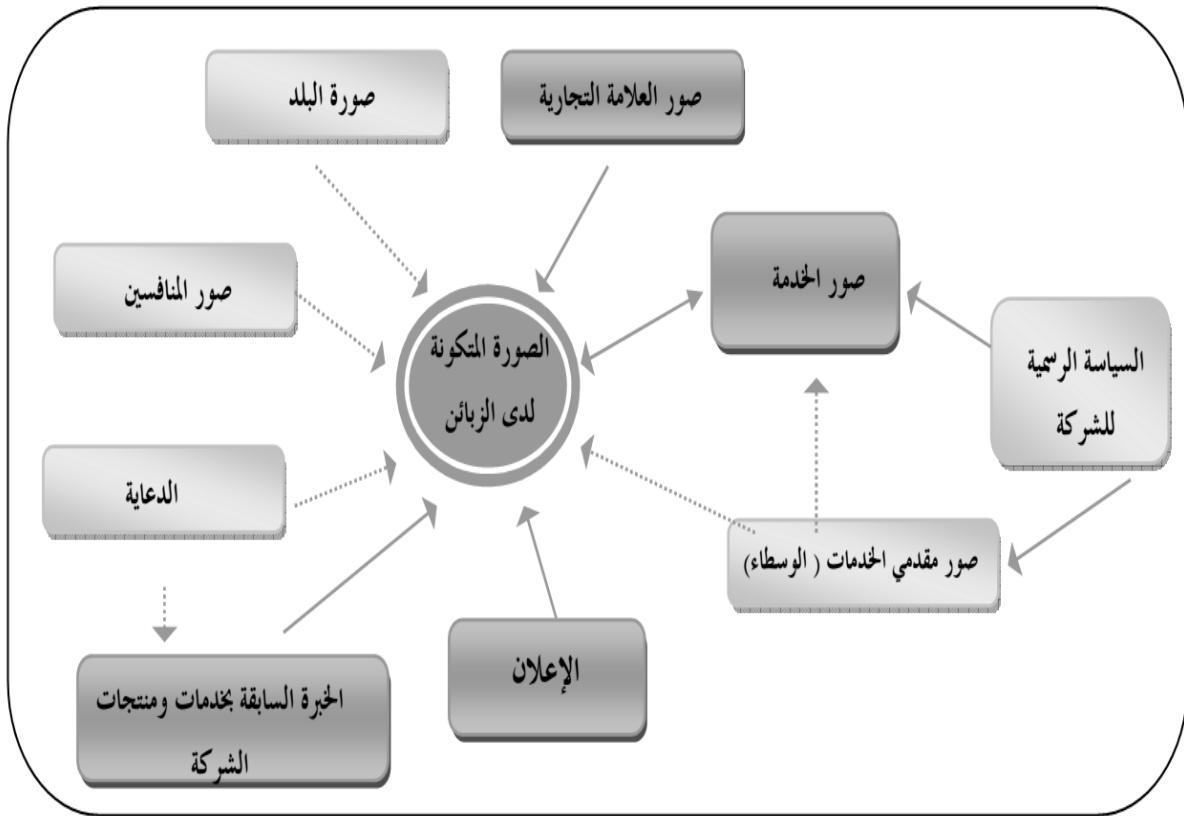 صور العلامة التجارية
صورة البلد
صور الخدمة
صور المنافسين
السياسة الرسمية
للشركة
الصورة المتكونة
لدى الزبائن
الدعاية
صور مقدمي الخدمات ( الوسطاء)
الإعلان
الخبرة السابقة بخدمات ومنتجات
الشركة